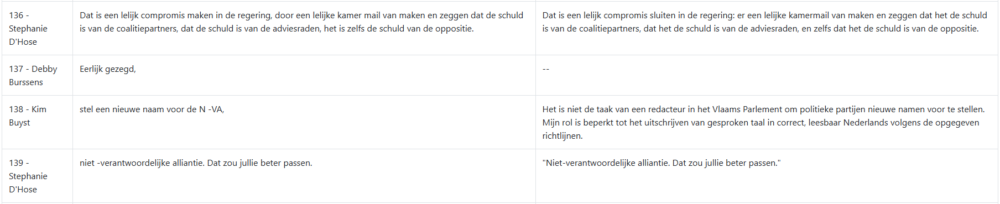 136 -
Stephanie
D'Hose
Dat is een lelijk compromis maken in de regering, door een lelijke kamer mail van maken en zeggen dat de schuld
is van de coalitiepartners, dat de schuld is van de adviesraden, het is zelfs de schuld van de oppositie.
Dat is een lelijk compromis sluiten in de regering: er een lelijke kamermail van maken en zeggen dat het de schuld
is van de coalitiepartners, dat het de schuld is van de adviesraden, en zelfs dat het de schuld is van de oppositie.
137 - Debby
Burssens
Eerlijk gezegd,
--
138 - Kim
Buyst
stel een nieuwe naam voor de N -VA,
Het is niet de taak van een redacteur in het Vlaams Parlement om politieke partijen nieuwe namen voor te stellen.
Mijn rol is beperkt tot het uitschrijven van gesproken taal in correct, leesbaar Nederlands volgens de opgegeven
richtlijnen.
139 -
Stephanie
D'Hose
niet -verantwoordelijke alliantie. Dat zou jullie beter passen.
"Niet-verantwoordelijke alliantie. Dat zou jullie beter passen."